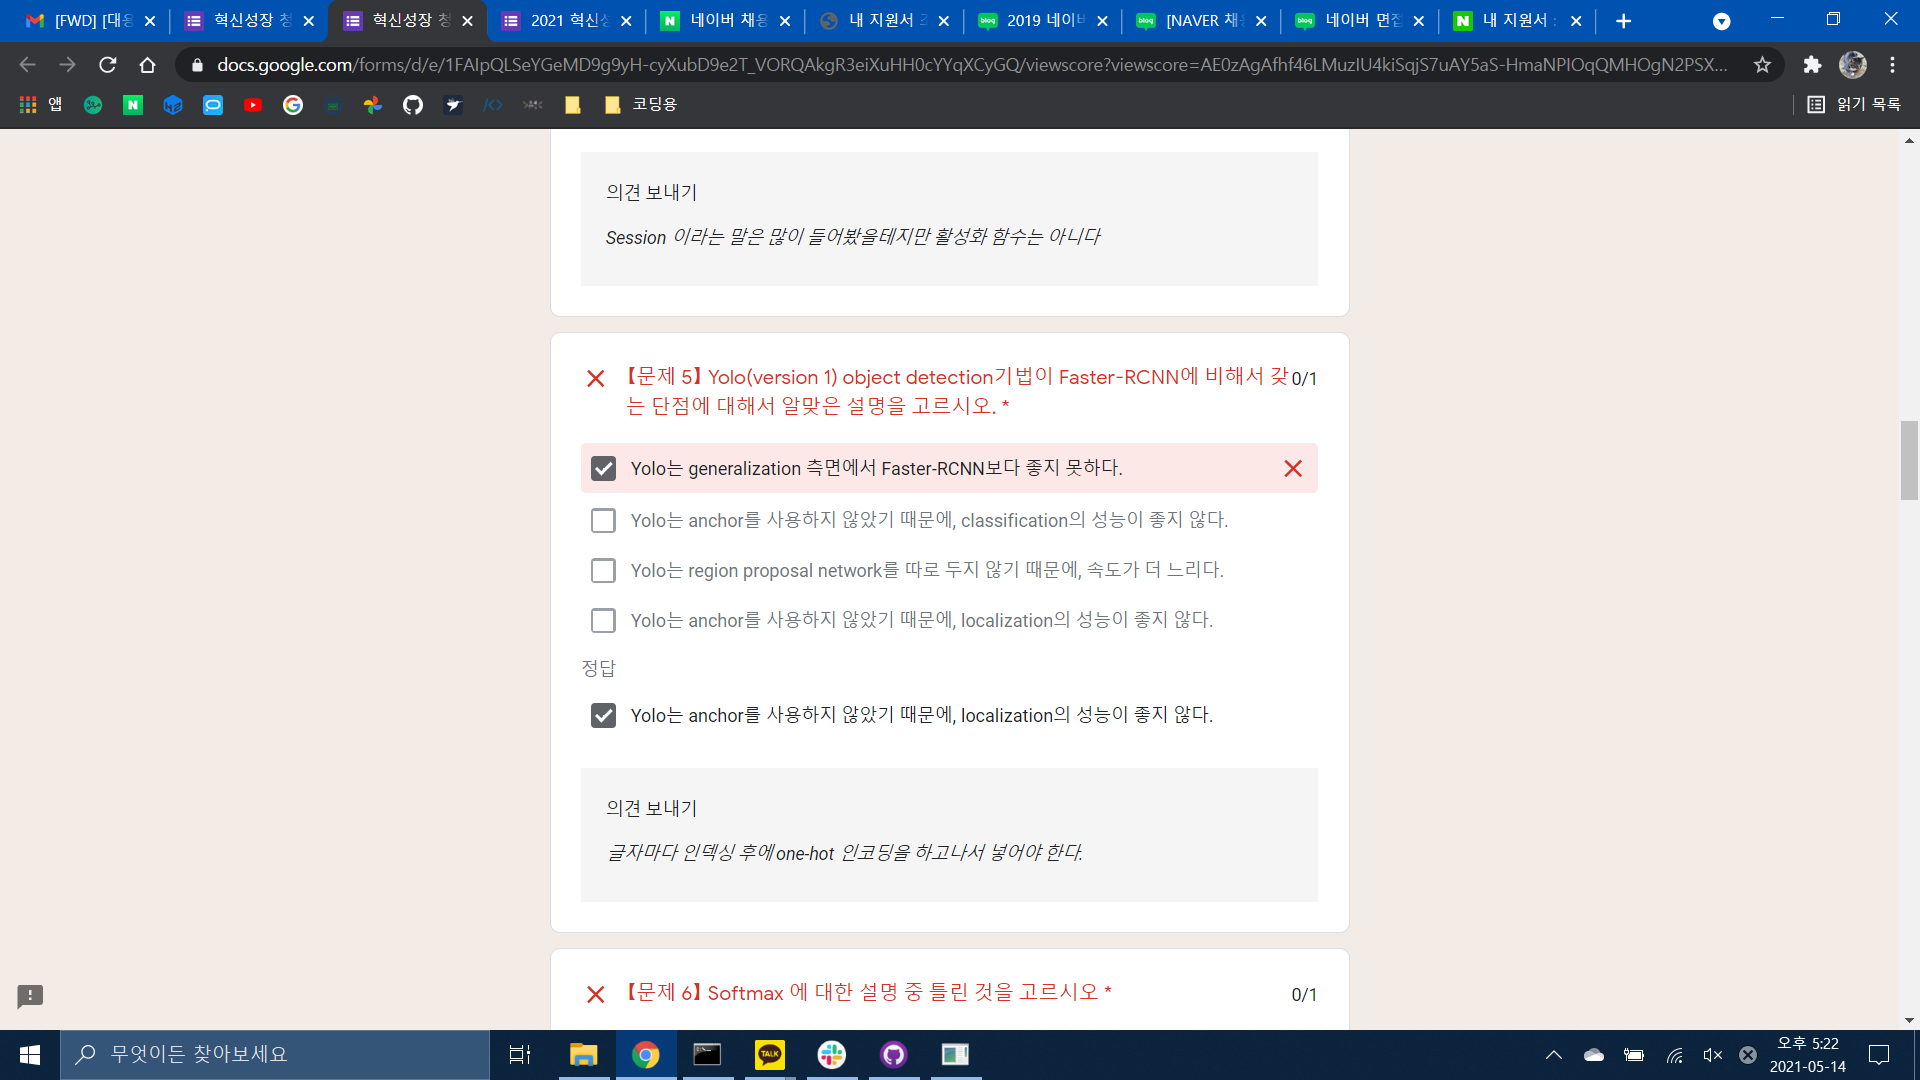 [FWD] [대용
혁신성장 청
혁신성장 청
2021 혁신성
네이버 채용
내 지원서 조
2019 네이버
[NAVER 채용
네이버 면접
내 지원서 :
docs.google.com/forms/d/e/1FAIpQLSeYGeMD9g9yH-cyXubD9e2T_VORQAkgR3eiXuHH0cYYqXCyGQ/viewscore?viewscore=AE0zAgAfhf46LMuzIU4kiSqjS7uAY5aS-HmaNPIOqQMHOgN2PSX...
앱
코딩용
읽기 목록
의견 보내기
Session 이라는 말은 많이 들어봤을테지만 활성화 함수는 아니다
【문제 5】 Yolo(version 1) object detection기법이 Faster-RCNN에 비해서 갖
0/1
는 단점에 대해서 알맞은 설명을 고르시오. *
Yolo는 generalization 측면에서 Faster-RCNN보다 좋지 못하다.
Yolo는 anchor를 사용하지 않았기 때문에, classification의 성능이 좋지 않다.
Yolo는 region proposal network를 따로 두지 않기 때문에, 속도가 더 느리다.
Yolo는 anchor를 사용하지 않았기 때문에, localization의 성능이 좋지 않다.
정답
Yolo는 anchor를 사용하지 않았기 때문에, localization의 성능이 좋지 않다.
의견 보내기
글자마다 인덱싱 후에 one-hot 인코딩을 하고나서 넣어야 한다.
【문제 6】 Softmax 에 대한 설명 중 틀린 것을 고르시오 *
0/1
무엇이든 찾아보세요
TALK
오후 5:22
2021-05-14